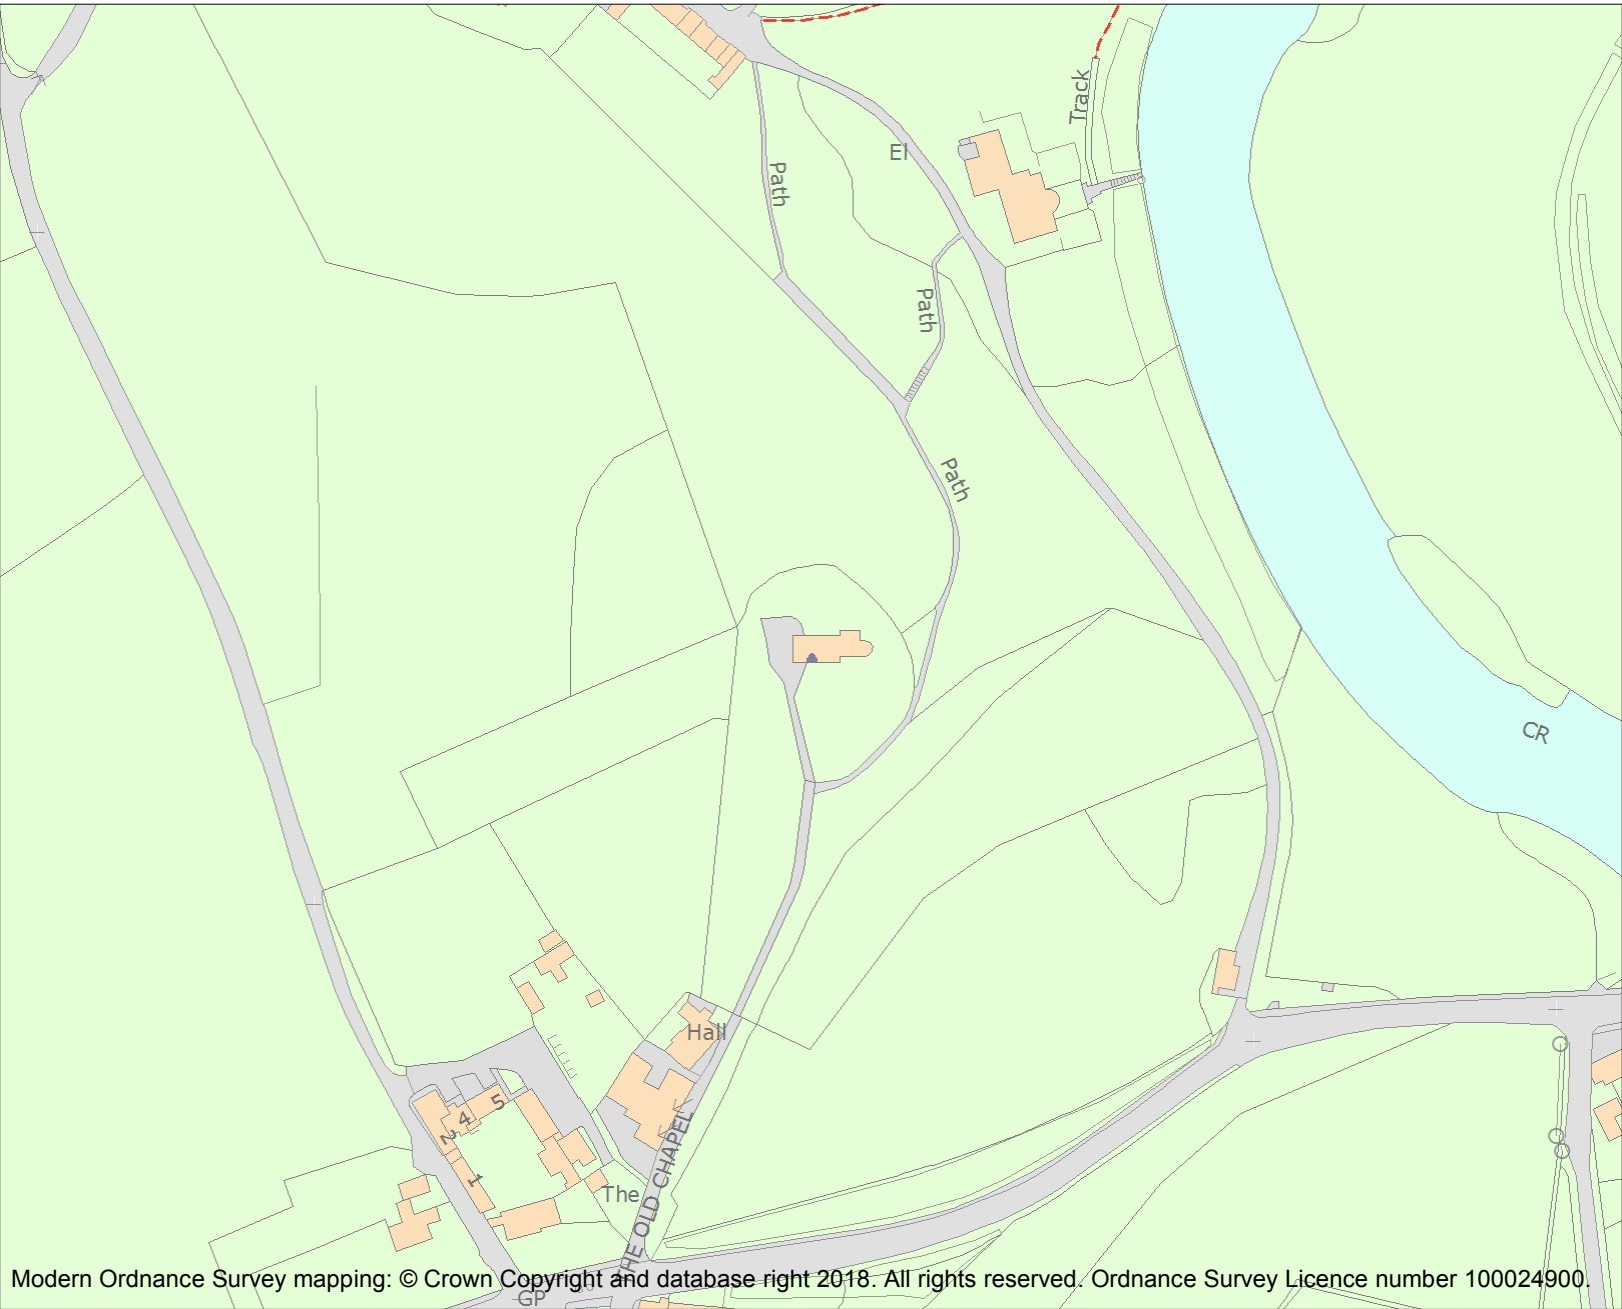 Track
El
Path
Path
Path
CR
Hall
5
4
2
1
The
THE OLD CHAPEL
Modern Ordnance Survey mapping: © Crown Copyright and database right 2018. All rights reserved. Ordnance Survey Licence number 100024900.
GP